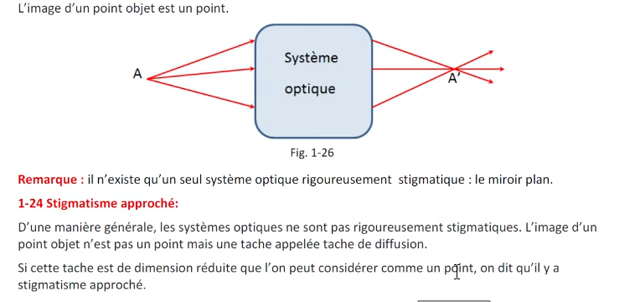 L'image d'un point objet est un point.
Système
optique
A
A'
Fig. 1-26
Remarque : il n'existe qu'un seul système optique rigoureusement stigmatique : le miroir plan.
1-24 Stigmatisme approché:
D'une manière générale, les systèmes optiques ne sont pas rigoureusement stigmatiques. L'image d'un
point objet n'est pas un point mais une tache appelée tache de diffusion.
Si cette tache est de dimension réduite que l'on peut considérer comme un point, on dit qu'il y a
stigmatisme approché.